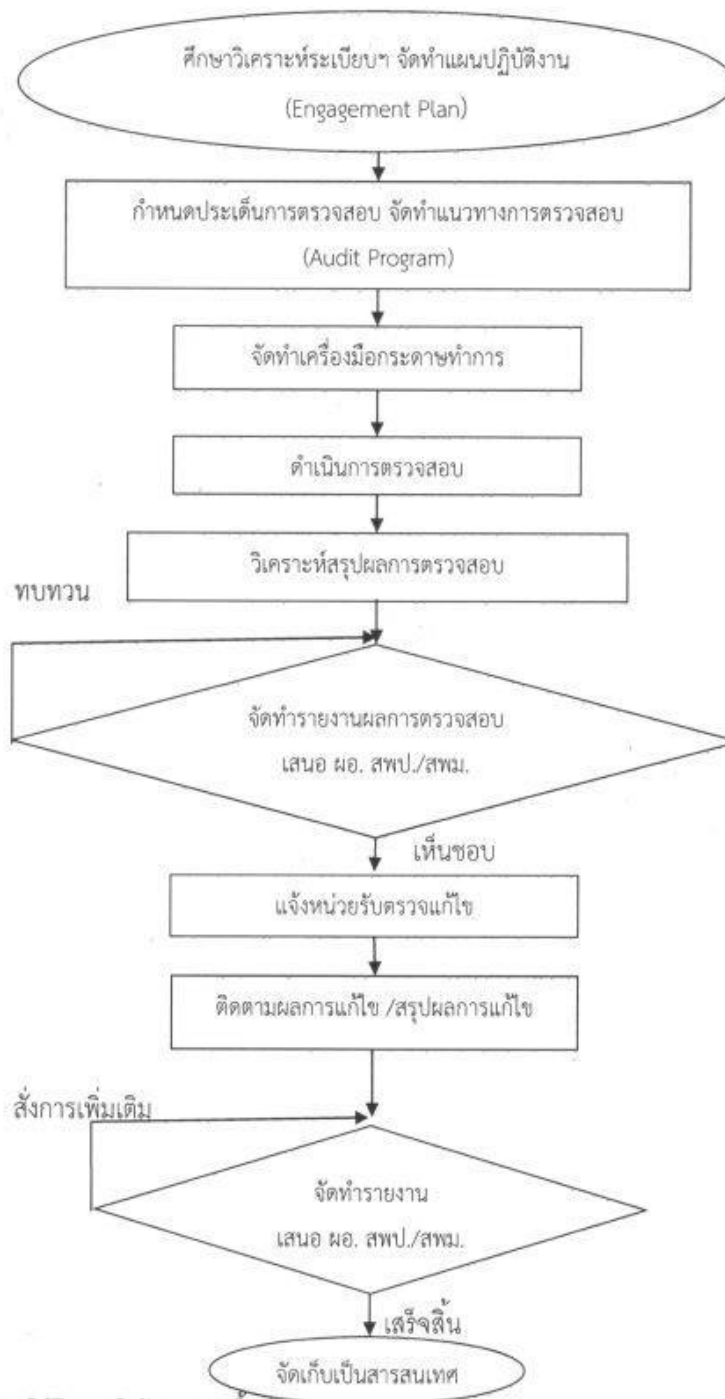 ศึกษาวิเคราะห์ระเบียบฯ จัดทำแผนปฏิบัติงาน
(Engagement Plan)
กำหนดประเด็นการตรวจสอบ จัดทำแนวทางการตรวจสอบ
(Audit Program)
จัดทำเครื่องมือกระดาษทำการ
ดำเนินการตรวจสอบ
วิเคราะห์สรุปผลการตรวจสอบ
ทบทวน
จัดทำรายงานผลการตรวจสอบ
เสนอ ผอ. สพป./สพม.
เห็นชอบ
แจ้งหน่วยรับตรวจแก้ไข
ติดตามผลการแก้ไข /สรุปผลการแก้ไข
สั่งการเพิ่มเติม
จัดทำรายงาน
เสนอ ผอ. สพป./สพม.
เสร็จสิ้น
จัดเก็บเป็นสารสนเทศ